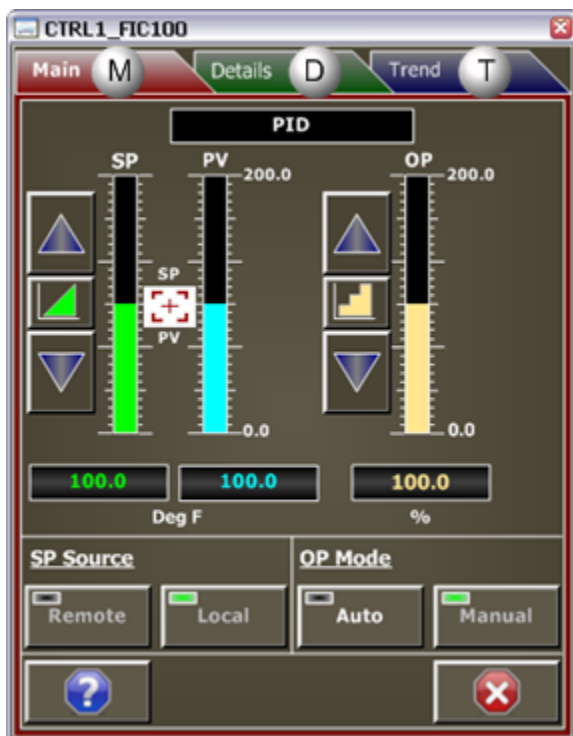 CTRL1_FIC100
Main M Details D Trend T
PID
SP PV OP
200.0 200.0
SP
PV
0.0 0.0
100.0 100.0 100.0
Deg F %
SP Source OP Mode
Remote Local Auto Manual
?